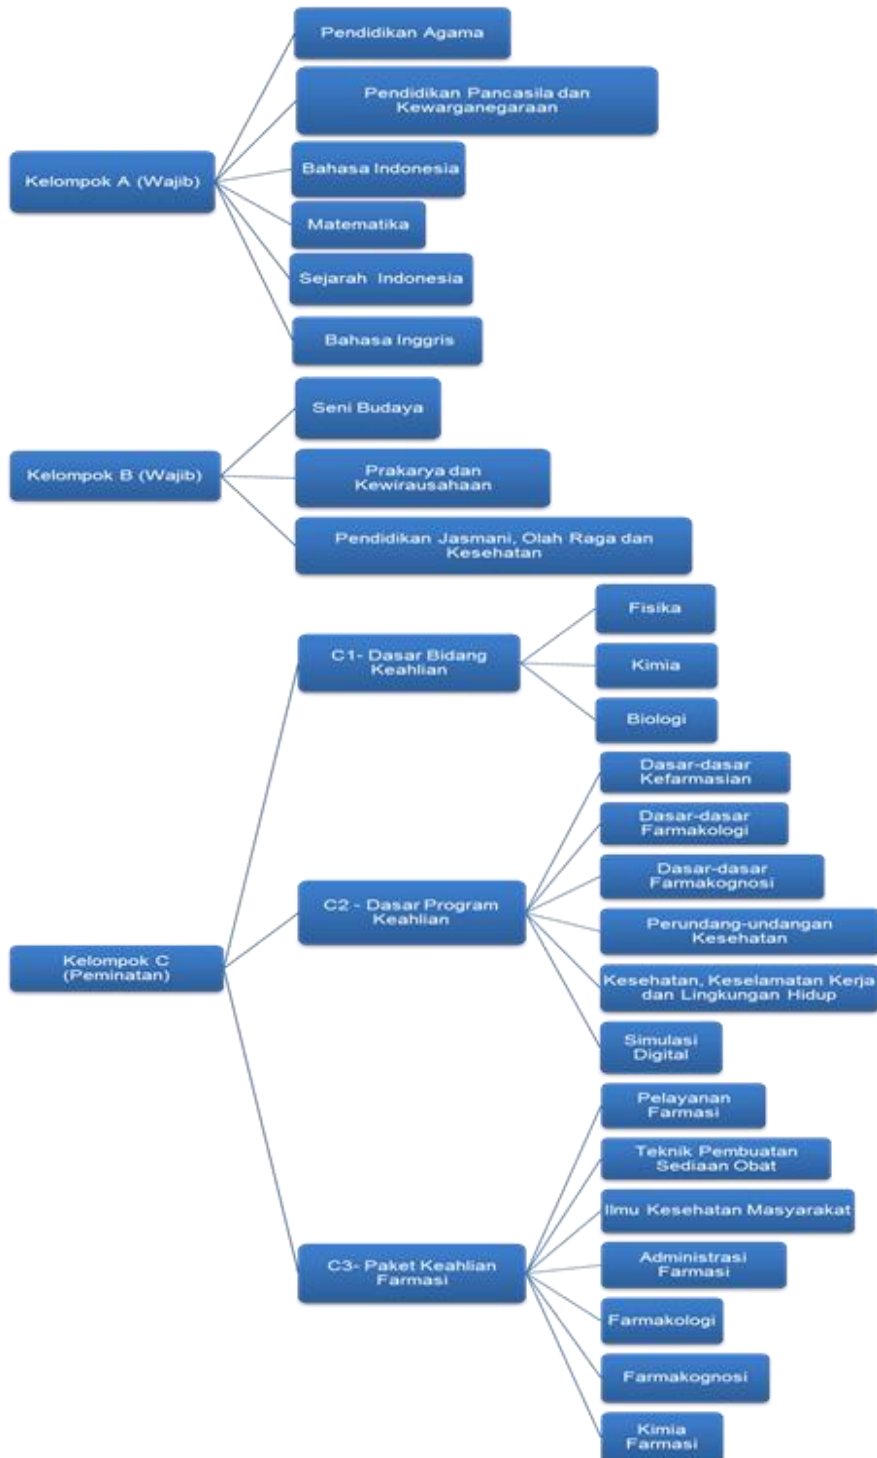 Kelompok A (Wajib)
Pendidikan Agama
Pendidikan Pancasila dan
Kewarganegaraan
Bahasa Indonesia
Matematika
Sejarah Indonesia
Bahasa Inggris
Kelompok B (Wajib)
Seni Budaya
Prakarya dan
Kewirausahaan
Pendidikan Jasmani, Olah Raga dan
Kesehatan
Kelompok C
(Peminatan)
C1- Dasar Bidang
Keahlian
Fisika
Kimia
Biologi
C2 - Dasar Program
Keahlian
Dasar-dasar
Kefarmasian
Dasar-dasar
Farmakologi
Dasar-dasar
Farmakognosi
Perundang-undangan
Kesehatan
Kesehatan, Keselamatan Kerja
dan Lingkungan Hidup
Simulasi
Digital
C3- Paket Keahlian
Farmasi
Pelayanan
Farmasi
Teknik Pembuatan
Sediaan Obat
Ilmu Kesehatan Masyarakat
Administrasi
Farmasi
Farmakologi
Farmakognosi
Kimia
Farmasi